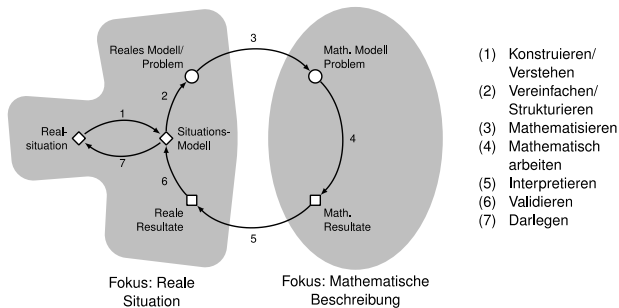 Reales Modell/
Problem
3
Math. Modell
Problem
1
2
Real-
situation
Situations-
Modell
7
4
6
Reale
Resultate
Math.
Resultate
5
Fokus: Reale
Situation
Fokus: Mathematische
Beschreibung
(1) Konstruieren/
Verstehen
(2) Vereinfachen/
Strukturieren
(3) Mathematisieren
(4) Mathematisch
arbeiten
(5) Interpretieren
(6) Validieren
(7) Darlegen